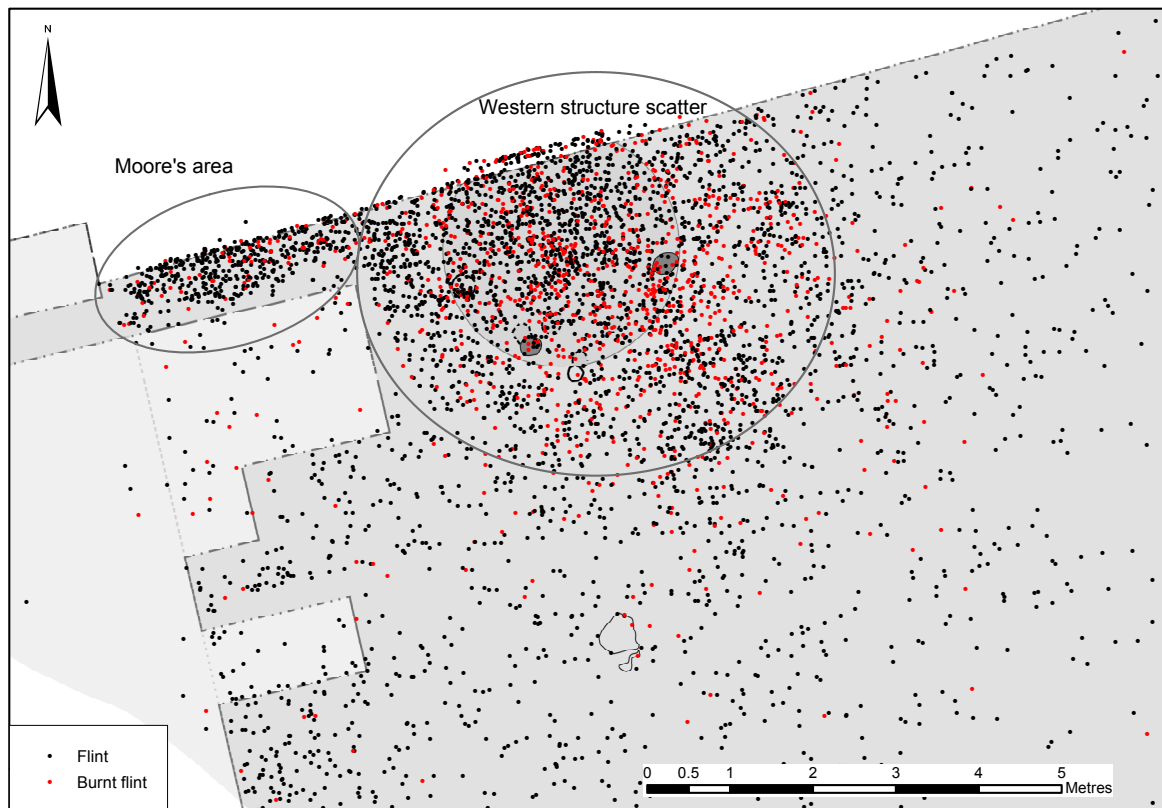 N
Western structure scatter
Moore's area
Flint
Burnt flint
0 0.5 1 2 3 4 5
Metres